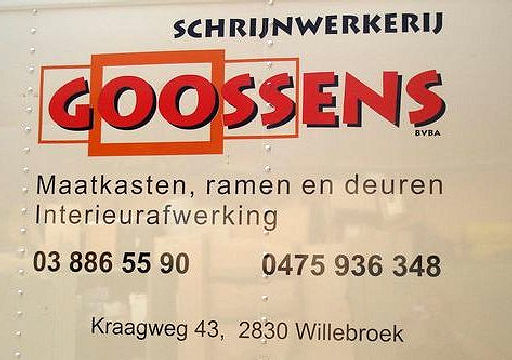 SCHRIJNWERKERIJ
GOOSSENS
BVBA
Maatkasten, ramen en deuren
Interieurafwerking
03 886 55 90 0475 936 348
Kraagweg 43, 2830 Willebroek